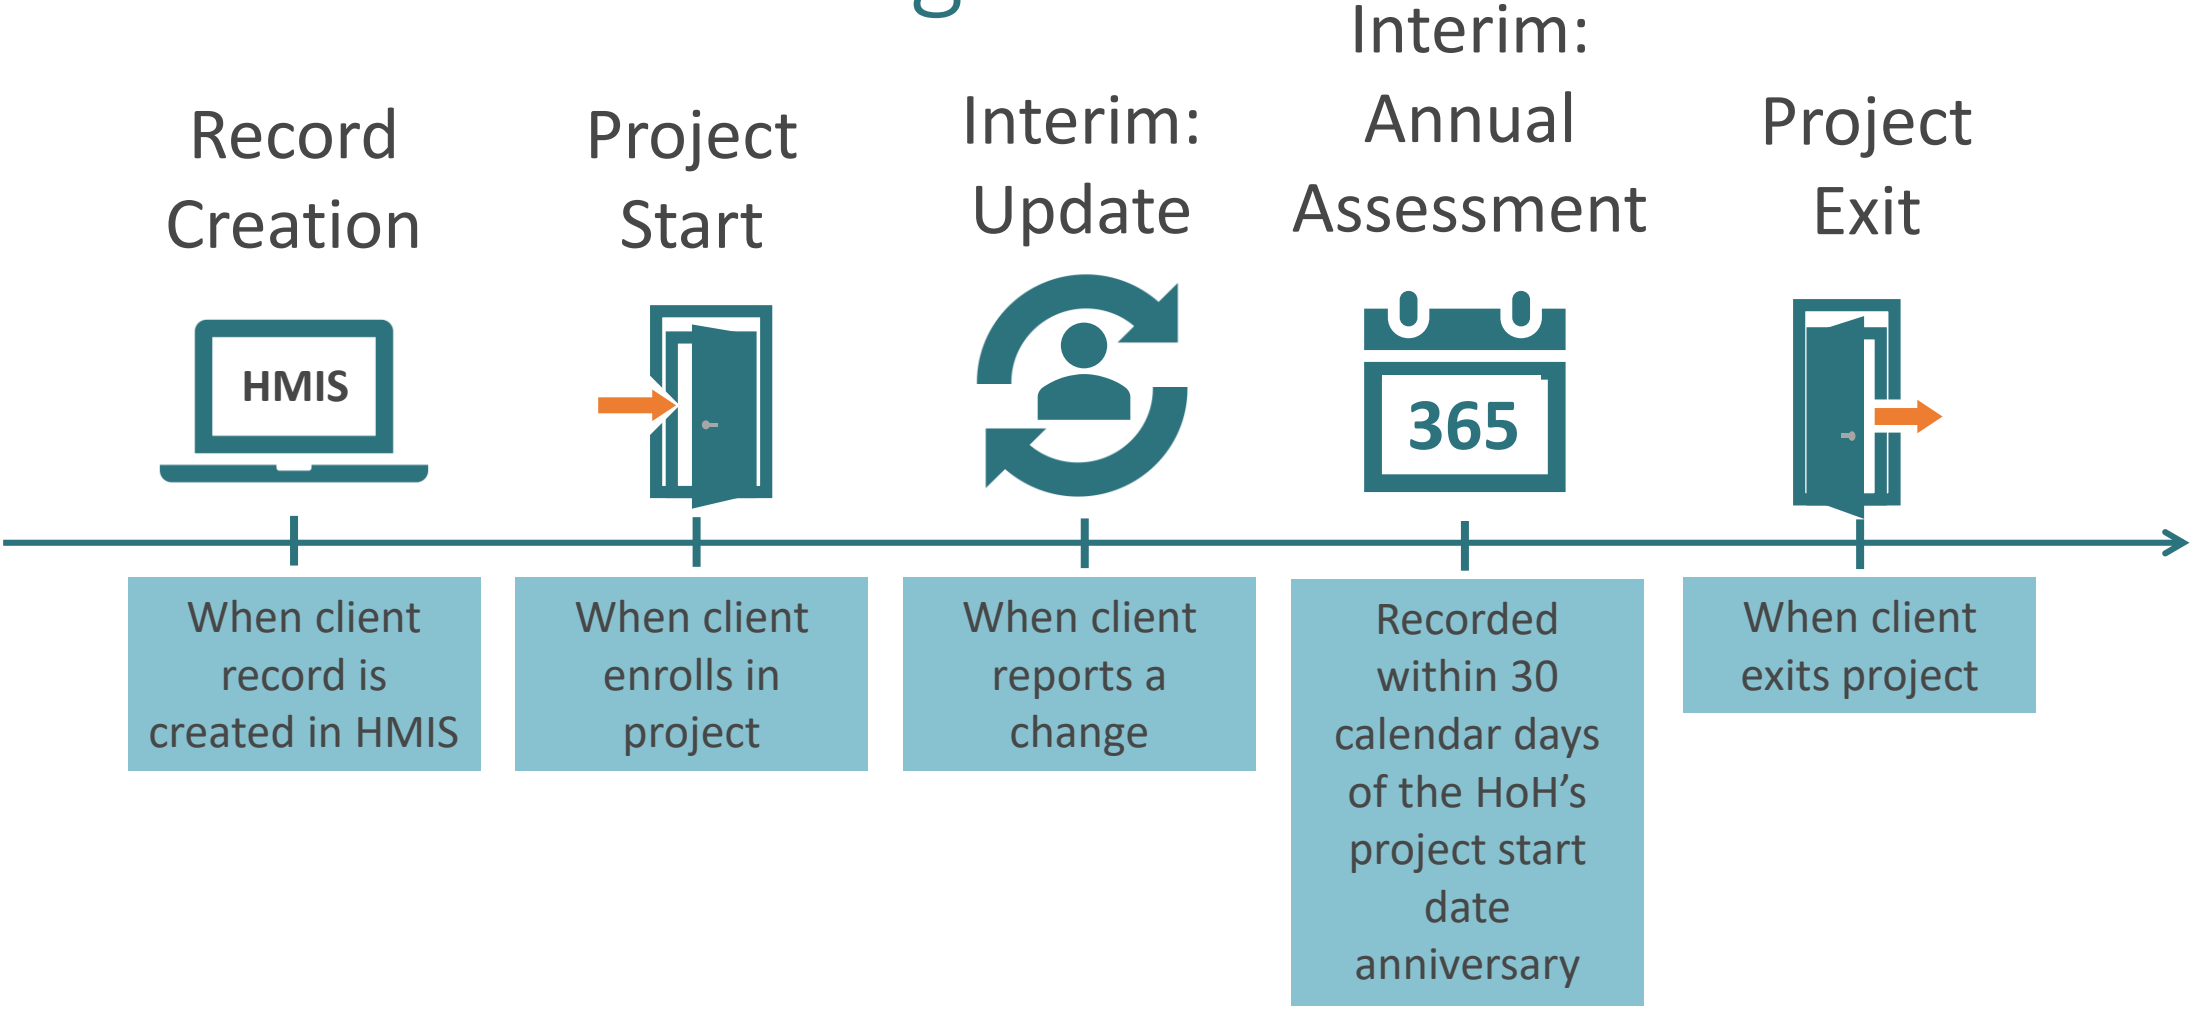 Record
Creation
Project
Start
Interim:
Update
Interim:
Annual
Assessment
Project
Exit
HMIS
365
When client
record is
created in HMIS
When client
enrolls in
project
When client
reports a
change
Recorded
within 30
calendar days
of the HoH’s
project start
date
anniversary
When client
exits project